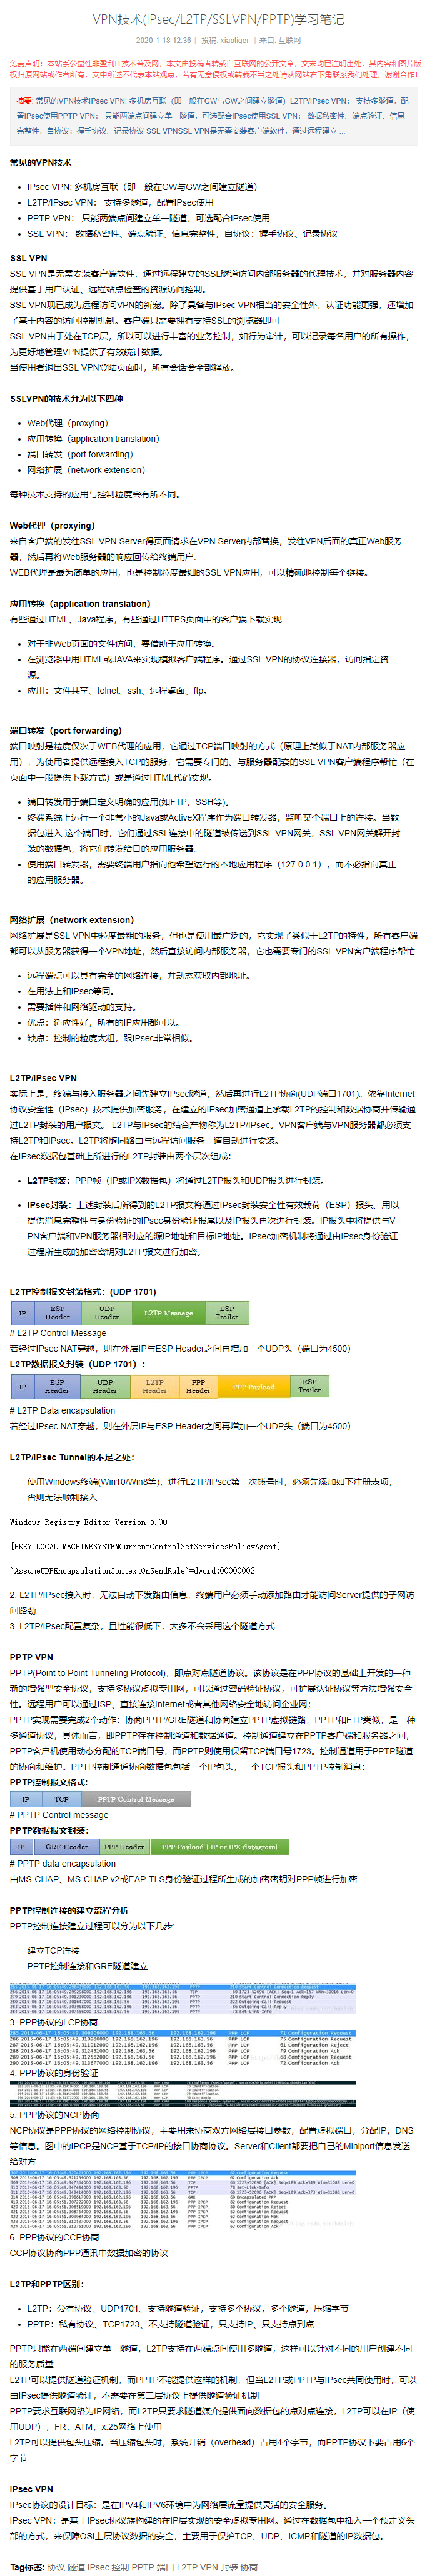 VPN技术(IPsec/L2TP/SSLVPN/PPTP)学习笔记
2020-1-18 12:36 | 投稿: xiaotiger | 来自: 互联网
免责声明：本站系公益性非盈利IT技术普及网，本文由投稿者转载自互联网的公开文章，文末均已注明出处，其内容和图片版
权归原网站或作者所有，文中所述不代表本站观点，若有无意侵权或转载不当之处请从网站右下角联系我们处理，谢谢合作！
摘要: 常见的VPN技术IPsec VPN: 多机房互联（即一般在GW与GW之间建立隧道）L2TP/IPsec VPN： 支持多隧道，配
置IPsec使用PPTP VPN： 只能两端点间建立单一隧道，可选配合IPsec使用SSL VPN： 数据私密性、端点验证、信息
完整性，自协议：握手协议、记录协议 SSL VPNSSL VPN是无需安装客户端软件，通过远程建立 ...
常见的VPN技术
IPsec VPN: 多机房互联（即一般在GW与GW之间建立隧道）
L2TP/IPsec VPN： 支持多隧道，配置IPsec使用
PPTP VPN： 只能两端点间建立单一隧道，可选配合IPsec使用
SSL VPN： 数据私密性、端点验证、信息完整性，自协议：握手协议、记录协议
SSL VPN
SSL VPN是无需安装客户端软件，通过远程建立的SSL隧道访问内部服务器的代理技术，并对服务器内容
提供基于用户认证、远程站点检查的资源访问控制。
SSL VPN现已成为远程访问VPN的新宠。除了具备与IPsec VPN相当的安全性外，认证功能更强，还增加
了基于内容的访问控制机制。客户端只需要拥有支持SSL的浏览器即可
SSL VPN由于处在TCP层，所以可以进行丰富的业务控制，如行为审计，可以记录每名用户的所有操作，
为更好地管理VPN提供了有效统计数据。
当使用者退出SSL VPN登陆页面时，所有会话会全部释放。
SSLVPN的技术分为以下四种
Web代理（proxying）
应用转换（application translation）
端口转发（port forwarding）
网络扩展（network extension）
每种技术支持的应用与控制粒度会有所不同。
Web代理（proxying）
来自客户端的发往SSL VPN Server得页面请求在VPN Server内部替换，发往VPN后面的真正Web服务
器，然后再将Web服务器的响应回传给终端用户.
WEB代理是最为简单的应用，也是控制粒度最细的SSL VPN应用，可以精确地控制每个链接。
应用转换（application translation）
有些通过HTML、Java程序，有些通过HTTPS页面中的客户端下载实现
对于非Web页面的文件访问，要借助于应用转换。
在浏览器中用HTML或JAVA来实现模拟客户端程序。通过SSL VPN的协议连接器，访问指定资
源。
应用：文件共享、telnet、ssh、远程桌面、ftp。
端口转发（port forwarding）
端口映射是粒度仅次于WEB代理的应用，它通过TCP端口映射的方式（原理上类似于NAT内部服务器应
用），为使用者提供远程接入TCP的服务，它需要专门的、与服务器配套的SSL VPN客户端程序帮忙（在
页面中一般提供下载方式）或是通过HTML代码实现。
端口转发用于端口定义明确的应用(如FTP，SSH等)。
终端系统上运行一个非常小的Java或ActiveX程序作为端口转发器，监听某个端口上的连接。当数
据包进入 这个端口时，它们通过SSL连接中的隧道被传送到SSL VPN网关，SSL VPN网关解开封
装的数据包，将它们转发给目的应用服务器。
使用端口转发器，需要终端用户指向他希望运行的本地应用程序（127.0.0.1），而不必指向真正
的应用服务器。
网络扩展（network extension）
网络扩展是SSL VPN中粒度最粗的服务，但也是使用最广泛的，它实现了类似于L2TP的特性，所有客户端
都可以从服务器获得一个VPN地址，然后直接访问内部服务器，它也需要专门的SSL VPN客户端程序帮忙.
远程端点可以具有完全的网络连接，并动态获取内部地址。
在用法上和IPsec等同。
需要插件和网络驱动的支持。
优点：适应性好，所有的IP应用都可以。
缺点：控制的粒度太粗，跟IPsec非常相似。
L2TP/IPsec VPN
实际上是，终端与接入服务器之间先建立IPsec隧道，然后再进行L2TP协商(UDP端口1701)。依靠Internet
协议安全性（IPsec）技术提供加密服务，在建立的IPsec加密通道上承载L2TP的控制和数据协商并传输通
过L2TP封装的用户报文。 L2TP与IPsec的结合产物称为L2TP/IPsec。VPN客户端与VPN服务器都必须支
持L2TP和IPsec。L2TP将随同路由与远程访问服务一道自动进行安装。
在IPsec数据包基础上所进行的L2TP封装由两个层次组成：
L2TP封装：PPP帧（IP或IPX数据包）将通过L2TP报头和UDP报头进行封装。
IPsec封装：上述封装后所得到的L2TP报文将通过IPsec封装安全性有效载荷（ESP）报头、用以
提供消息完整性与身份验证的IPsec身份验证报尾以及IP报头再次进行封装。IP报头中将提供与V
PN客户端和VPN服务器相对应的源IP地址和目标IP地址。IPsec加密机制将通过由IPsec身份验证
过程所生成的加密密钥对L2TP报文进行加密。
L2TP控制报文封装格式：(UDP 1701)
IP ESP Header UDP Header L2TP Message ESP Trailer
# L2TP Control Message
若经过IPsec NAT穿越，则在外层IP与ESP Header之间再增加一个UDP头（端口为4500）
L2TP数据报文封装（UDP 1701）：
IP ESP Header UDP Header L2TP Header PPP Header PPP Payload ESP Trailer
# L2TP Data encapsulation
若经过IPsec NAT穿越，则在外层IP与ESP Header之间再增加一个UDP头（端口为4500）
L2TP/IPsec Tunnel的不足之处：
使用Windows终端(Win10/Win8等)，进行L2TP/IPsec第一次拨号时，必须先添加如下注册表项，
否则无法顺利接入
Windows Registry Editor Version 5.00
[HKEY_LOCAL_MACHINESYSTEMCurrentControlSetServicesPolicyAgent]
"AssumeUDPEncapsulationContextOnSendRule"=dword:00000002
2. L2TP/IPsec接入时，无法自动下发路由信息，终端用户必须手动添加路由才能访问Server提供的子网访
问路劲
3. L2TP/IPsec配置复杂，且性能很低下，大多不会采用这个隧道方式
PPTP VPN
PPTP(Point to Point Tunneling Protocol)，即点对点隧道协议。该协议是在PPP协议的基础上开发的一种
新的增强型安全协议，支持多协议虚拟专用网，可以通过密码验证协议，可扩展认证协议等方法增强安全
性。远程用户可以通过ISP、直接连接Internet或者其他网络安全地访问企业网；
PPTP实现需要完成2个动作：协商PPTP/GRE隧道和协商建立PPTP虚拟链路，PPTP和FTP类似，是一种
多通道协议，具体而言，即PPTP存在控制通道和数据通道。控制通道建立在PPTP客户端和服务器之间，
PPTP客户机使用动态分配的TCP端口号，而PPTP则使用保留TCP端口号1723。控制通道用于PPTP隧道
的协商和维护。PPTP控制通道协商数据包包括一个IP包头，一个TCP报头和PPTP控制消息：
PPTP控制报文格式:
IP TCP PPTP Control Message
# PPTP Control message
PPTP数据报文封装：
IP GRE Header PPP Header PPP Payload ( IP or IPX datagram)
# PPTP data encapsulation
由MS-CHAP、MS-CHAP v2或EAP-TLS身份验证过程所生成的加密密钥对PPP帧进行加密
PPTP控制连接的建立流程分析
PPTP控制连接建立过程可以分为以下几步:
建立TCP连接
PPTP控制连接和GRE隧道建立
3. PPP协议的LCP协商
4. PPP协议的身份验证
5. PPP协议的NCP协商
NCP协议是PPP协议的网络控制协议，主要用来协商双方网络层接口参数，配置虚拟端口，分配IP，DNS
等信息。图中的IPCP是NCP基于TCP/IP的接口协商协议。Server和Client都要把自己的Miniport信息发送
给对方
6. PPP协议的CCP协商
CCP协议协商PPP通讯中数据加密的协议
L2TP和PPTP区别：
L2TP：公有协议、UDP1701、支持隧道验证，支持多个协议，多个隧道，压缩字节
PPTP：私有协议、TCP1723、不支持隧道验证，只支持IP、只支持点到点
PPTP只能在两端间建立单一隧道，L2TP支持在两端点间使用多隧道，这样可以针对不同的用户创建不同
的服务质量
L2TP可以提供隧道验证机制，而PPTP不能提供这样的机制，但当L2TP或PPTP与IPsec共同使用时，可以
由IPsec提供隧道验证，不需要在第二层协议上提供隧道验证机制
PPTP要求互联网络为IP网络，而L2TP只要求隧道媒介提供面向数据包的点对点连接，L2TP可以在IP（使
用UDP），FR，ATM，x.25网络上使用
L2TP可以提供包头压缩。当压缩包头时，系统开销（overhead）占用4个字节，而PPTP协议下要占用6个
字节
IPsec VPN
IPsec协议的设计目标：是在IPV4和IPV6环境中为网络层流量提供灵活的安全服务。
IPsec VPN：是基于IPsec协议族构建的在IP层实现的安全虚拟专用网。通过在数据包中插入一个预定义头
部的方式，来保障OSI上层协议数据的安全，主要用于保护TCP、UDP、ICMP和隧道的IP数据包。
Tag标签: 协议 隧道 IPsec 控制 PPTP 端口 L2TP VPN 封装 协商